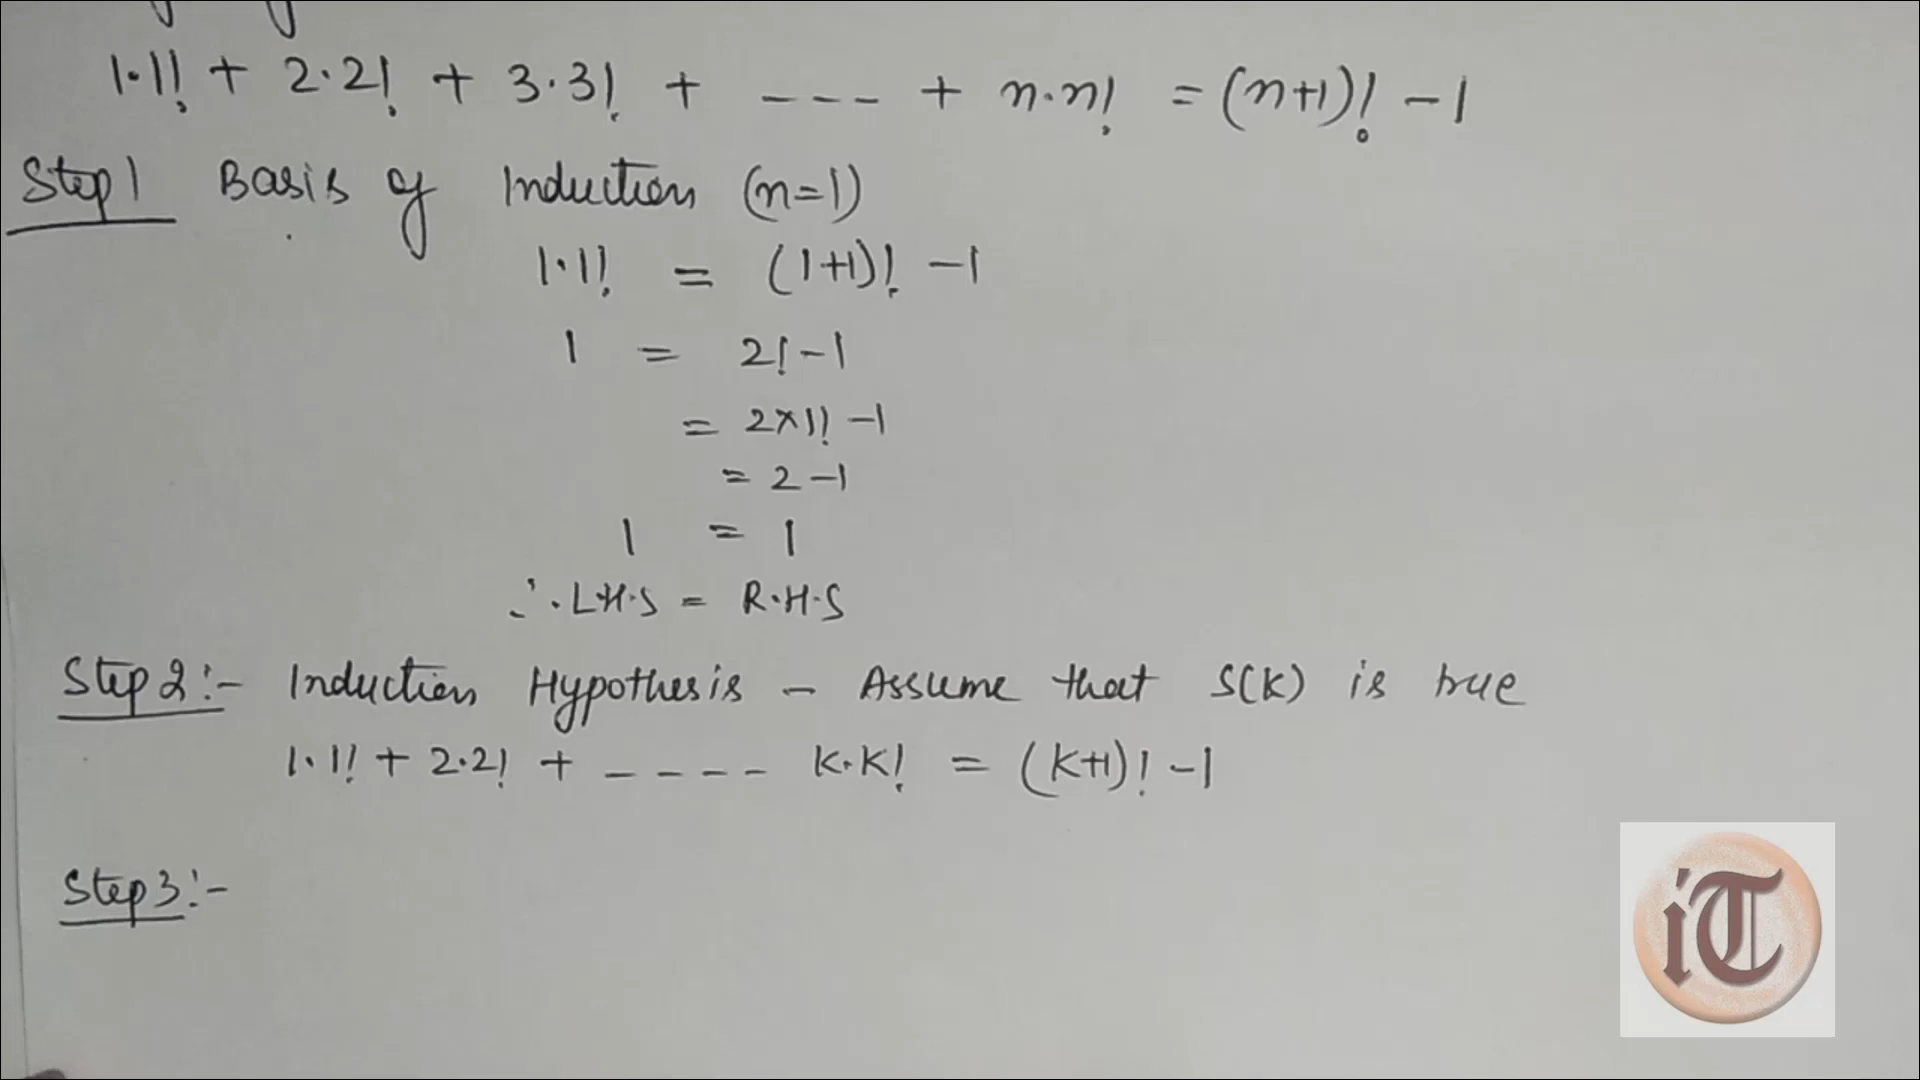 1·1! + 2·2! + 3·3! + --- + n·n! = (n+1)! -1
Step 1 Basis of Induction (n=1)
1·1! = (1+1)! -1
1 = 2! -1
= 2×1! -1
= 2 -1
1 = 1
∴ L.H.S = R.H.S
Step 2:- Induction Hypothesis - Assume that S(K) is true
1·1! + 2·2! + ---- K·K! = (K+1)! -1
Step 3:-
iT